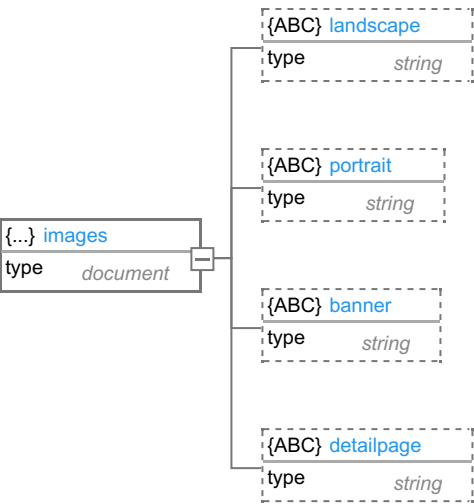 {ABC} landscape
type string
{ABC} portrait
type string
{...} images
type document
{ABC} banner
type string
{ABC} detailpage
type string